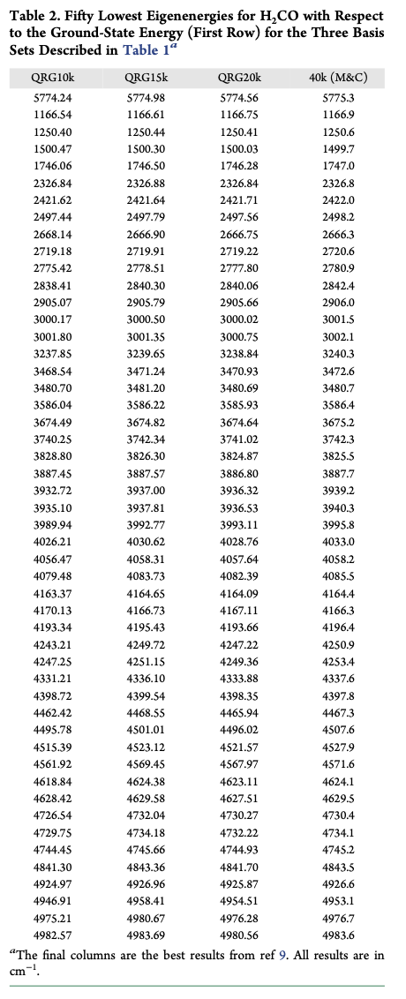 Table 2. Fifty Lowest Eigenenergies for H₂CO with Respect
to the Ground-State Energy (First Row) for the Three Basis
Sets Described in Table 1ᵃ
QRG10k QRG15k QRG20k 40k (M&C)
5774.24 5774.98 5774.56 5775.3
1166.54 1166.61 1166.75 1166.9
1250.40 1250.44 1250.41 1250.6
1500.47 1500.30 1500.03 1499.7
1746.06 1746.50 1746.28 1747.0
2326.84 2326.88 2326.84 2326.8
2421.62 2421.64 2421.71 2422.0
2497.44 2497.79 2497.56 2498.2
2668.14 2666.90 2666.75 2666.3
2719.18 2719.91 2719.22 2720.6
2775.42 2778.51 2777.80 2780.9
2838.41 2840.30 2840.06 2842.4
2905.07 2905.79 2905.66 2906.0
3000.17 3000.50 3000.02 3001.5
3001.80 3001.35 3000.75 3002.1
3237.85 3239.65 3238.84 3240.3
3468.54 3471.24 3470.93 3472.6
3480.70 3481.20 3480.69 3480.7
3586.04 3586.22 3585.93 3586.4
3674.49 3674.82 3674.64 3675.2
3740.25 3742.34 3741.02 3742.3
3828.80 3826.30 3824.87 3825.5
3887.45 3887.57 3886.80 3887.7
3932.72 3937.00 3936.32 3939.2
3935.10 3937.81 3936.53 3940.3
3989.94 3992.77 3993.11 3995.8
4026.21 4030.62 4028.76 4033.0
4056.47 4058.31 4057.64 4058.2
4079.48 4083.73 4082.39 4085.5
4163.37 4164.65 4164.09 4164.4
4170.13 4166.73 4167.11 4166.3
4193.34 4195.43 4193.66 4196.4
4243.21 4249.72 4247.22 4250.9
4247.25 4251.15 4249.36 4253.4
4331.21 4336.10 4333.88 4337.6
4398.72 4399.54 4398.35 4397.8
4462.42 4468.55 4465.94 4467.3
4495.78 4501.01 4496.02 4507.6
4515.39 4523.12 4521.57 4527.9
4561.92 4569.45 4567.97 4571.6
4618.84 4624.38 4623.11 4624.1
4628.42 4629.58 4627.51 4629.5
4726.54 4732.04 4730.27 4730.4
4729.75 4734.18 4732.22 4734.1
4744.45 4745.66 4744.93 4745.2
4841.30 4843.36 4841.70 4843.5
4924.97 4926.96 4925.87 4926.6
4946.91 4958.41 4954.51 4953.1
4975.21 4980.67 4976.28 4976.7
4982.57 4983.69 4980.56 4983.6
ᵃThe final columns are the best results from ref 9. All results are in
cm⁻¹.